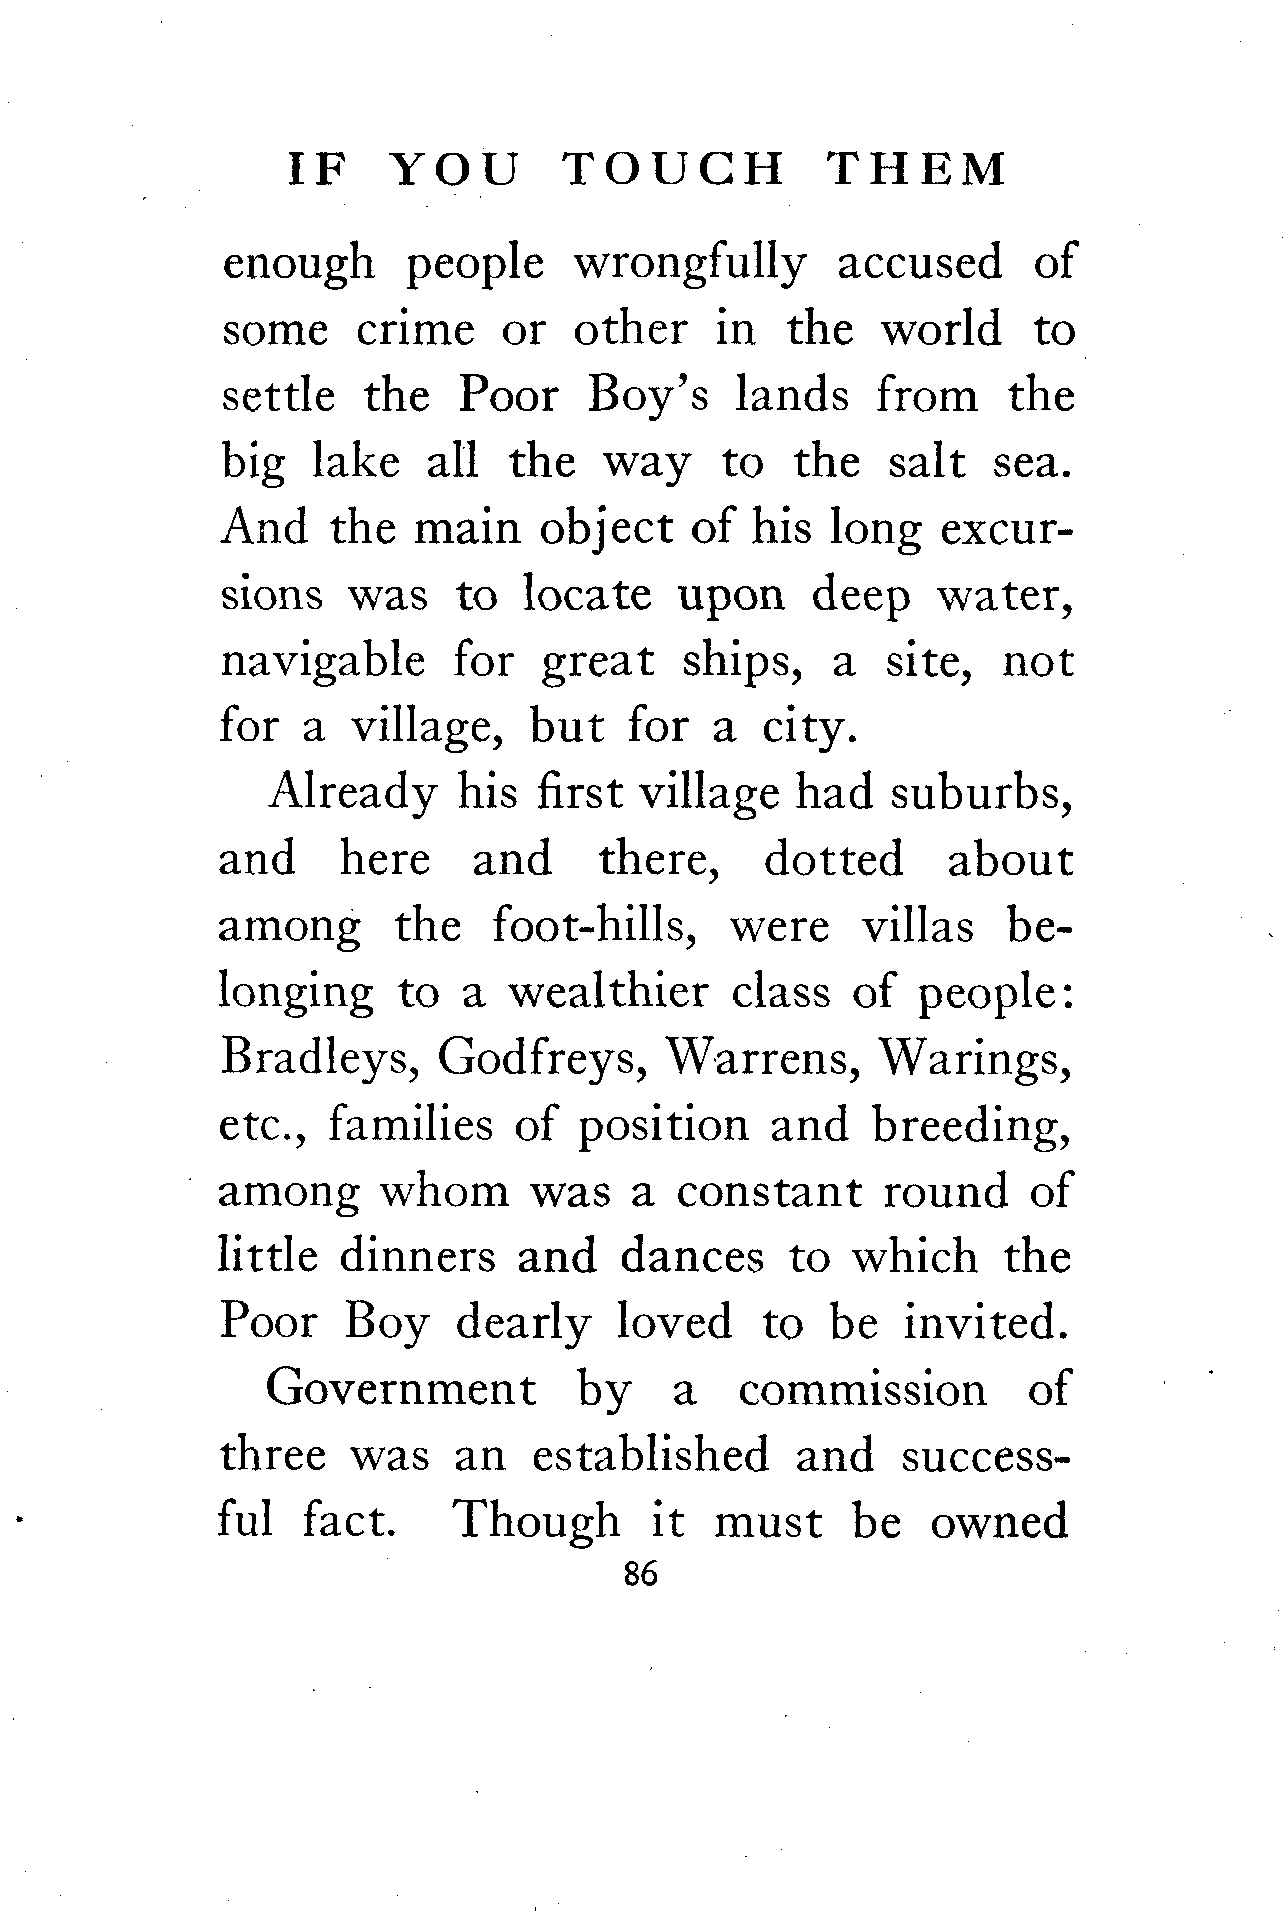 IF YOU TOUCH THEM
enough people wrongfully accused of
some crime or other in the world to
settle the Poor Boy's lands from the
big lake all the way to the salt sea.
And the main object of his long excur-
sions was to locate upon deep water,
navigable for great ships, a site, not
for a village, but for a city.
Already his first village had suburbs,
and here and there, dotted about
among the foot-hills, were villas be-
longing to a wealthier class of people:
Bradleys, Godfreys, Warrens, Warings,
etc., families of position and breeding,
among whom was a constant round of
little dinners and dances to which the
Poor Boy dearly loved to be invited.
Government by a commission of
three was an established and success-
ful fact. Though it must be owned
86